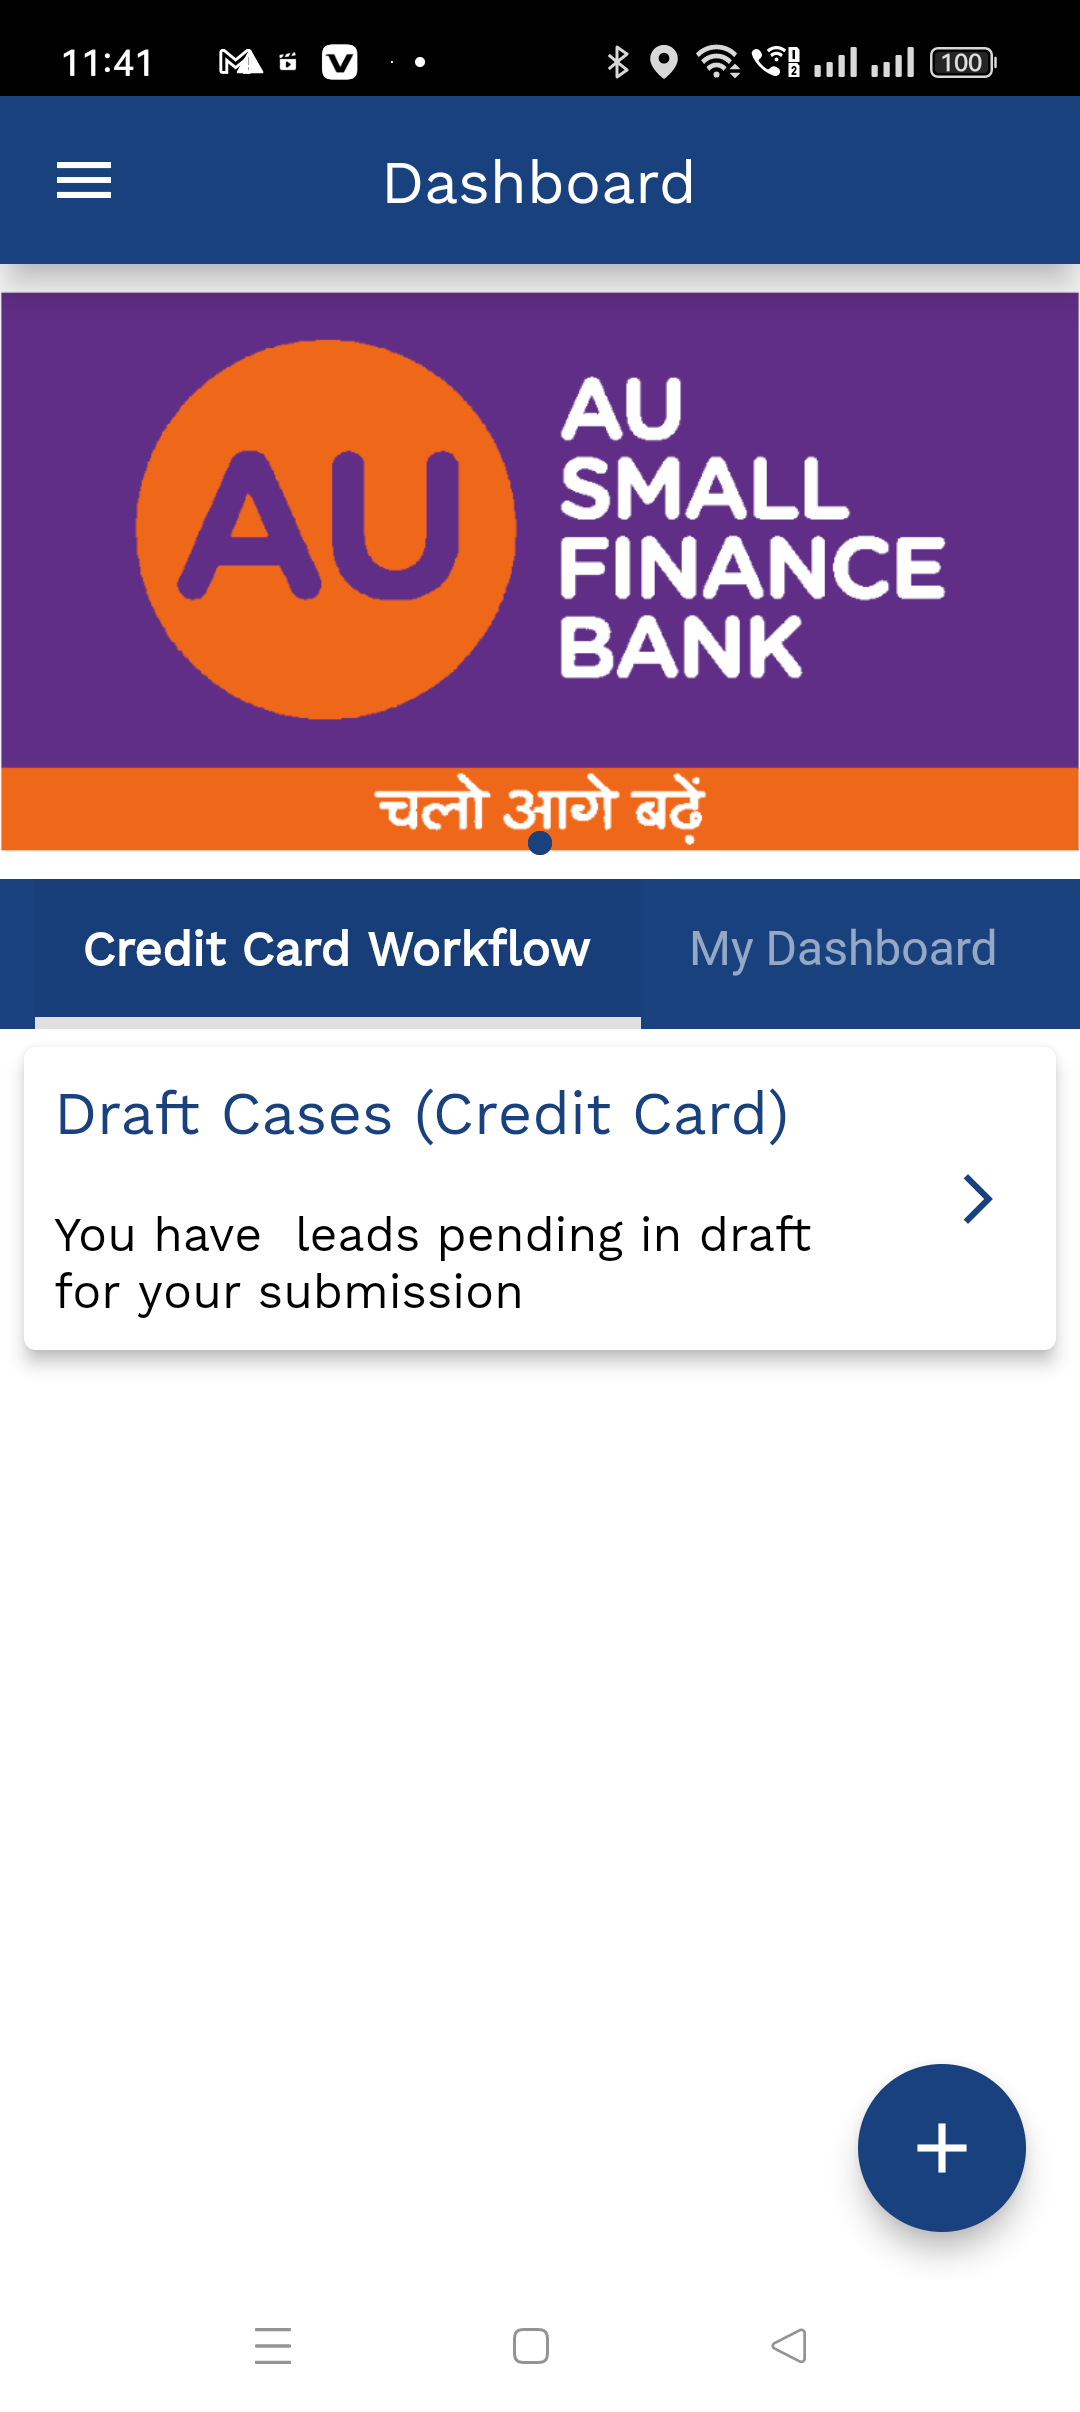 11:41
100
Dashboard
AU
AU
SMALL
FINANCE
BANK
चलो आगे बढ़ें
Credit Card Workflow
My Dashboard
Draft Cases (Credit Card)
You have  leads pending in draft
for your submission